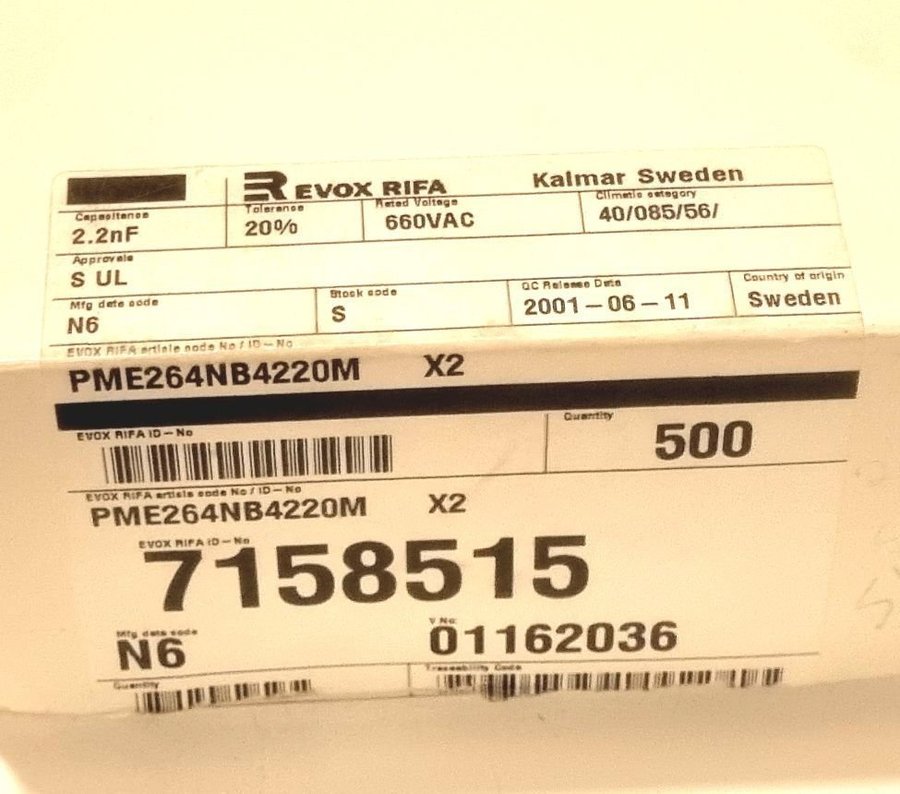 EVOX RIFA Kalmar Sweden
Capacitance Tolerance Rated Voltage Climatic category
2.2nF 20% 660VAC 40/085/56/
Approvals
S UL
Mfg date code Stock code QC Release Date Country of origin
N6 S 2001-06-11 Sweden
EVOX RIFA article code No / ID-No
PME264NB4220M X2
EVOX RIFA ID-No Quantity
500
EVOX RIFA article code No / ID-No
PME264NB4220M X2
EVOX RIFA ID-No
7158515
Mfg date code V No:
N6 01162036
Quantity Traceability Code